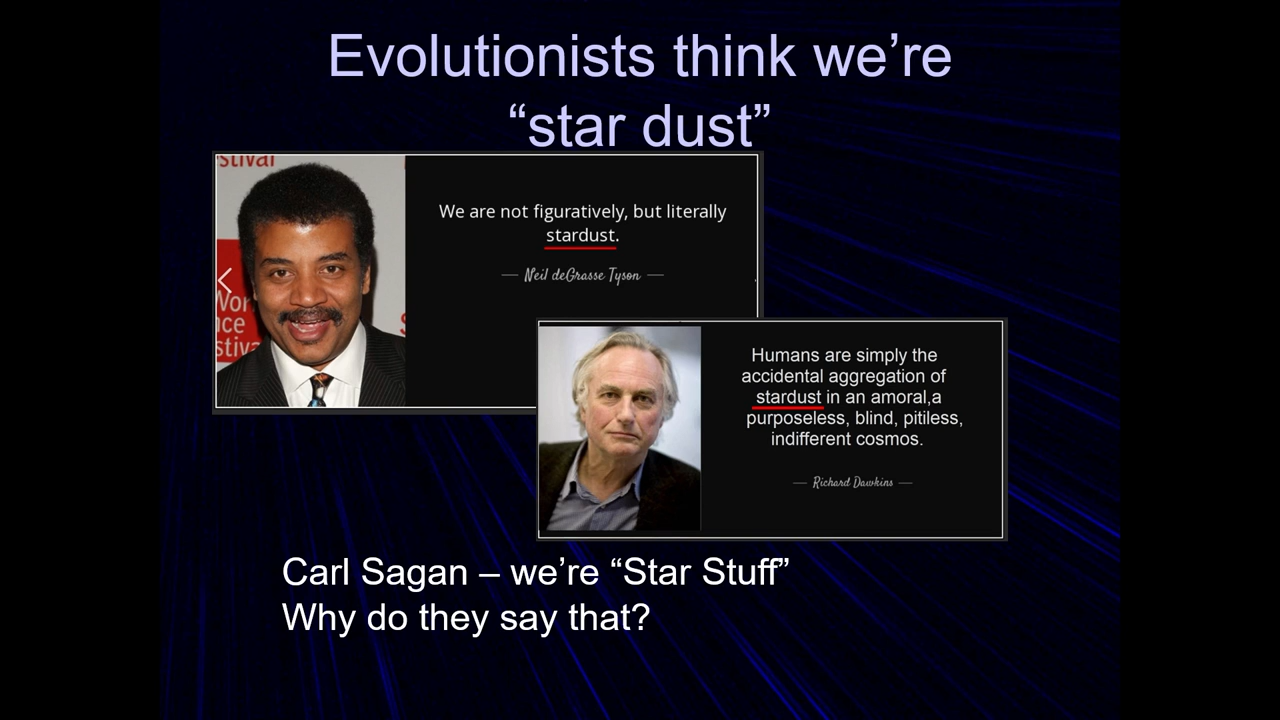 Evolutionists think we’re
“star dust”
stival
Wor
nce
stiva
We are not figuratively, but literally
stardust.
— Neil deGrasse Tyson —
Humans are simply the
accidental aggregation of
stardust in an amoral,a
purposeless, blind, pitiless,
indifferent cosmos.
— Richard Dawkins —
Carl Sagan – we’re “Star Stuff”
Why do they say that?